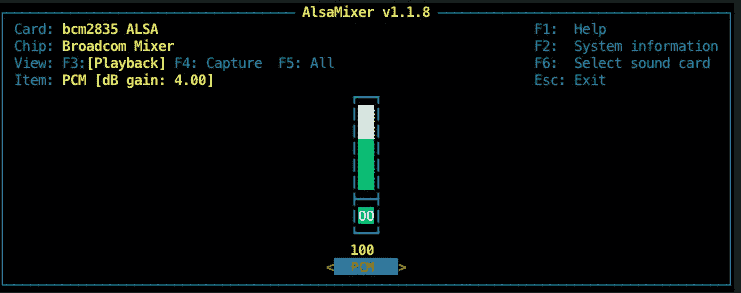 AlsaMixer v1.1.8
Card: bcm2835 ALSA F1: Help
Chip: Broadcom Mixer F2: System information
View: F3:[Playback] F4: Capture F5: All F6: Select sound card
Item: PCM [dB gain: 4.00] Esc: Exit
OO
100
< PCM >